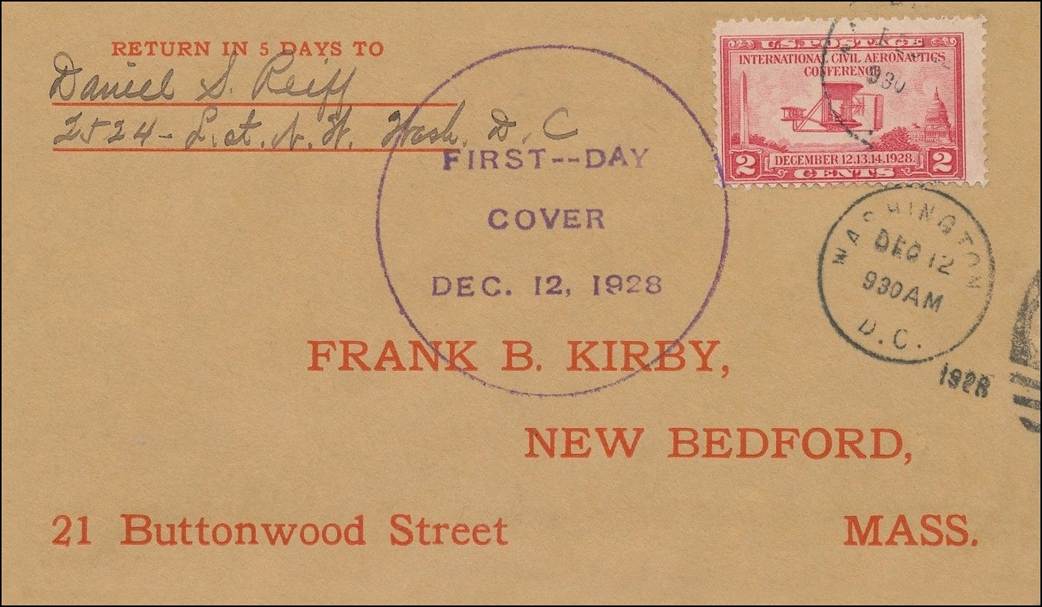 RETURN IN 5 DAYS TO
Daniel S. Reiff
2524 - L. st. N. W. Wash. D. C
U.S. POSTAGE
INTERNATIONAL CIVIL AERONAUTICS
CONFERENCE
2 DECEMBER 12.13.14.1928. 2
CENTS
930
FIRST--DAY
COVER
DEC. 12, 1928
WASHINGTON
DEC 12
930AM
D.C.
1928
FRANK B. KIRBY,
NEW BEDFORD,
21 Buttonwood Street MASS.